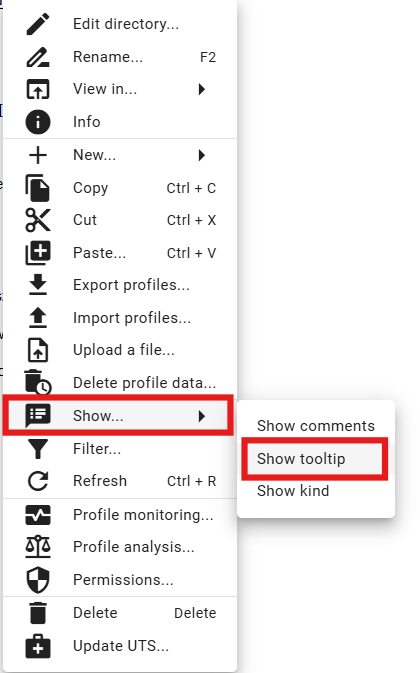 Edit directory...
Rename... F2
View in...
Info
New...
Copy Ctrl + C
Cut Ctrl + X
Paste... Ctrl + V
Export profiles...
Import profiles...
Upload a file...
Delete profile data...
Show...
Show comments
Filter...
Show tooltip
Refresh Ctrl + R
Show kind
Profile monitoring...
Profile analysis...
Permissions...
Delete Delete
Update UTS...